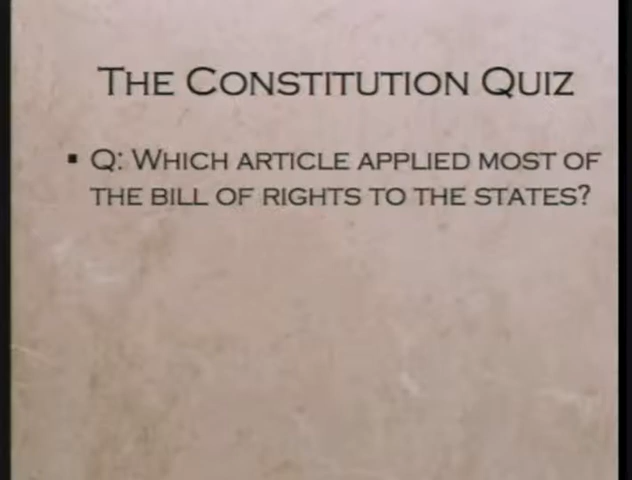 THE CONSTITUTION QUIZ
▪ Q: WHICH ARTICLE APPLIED MOST OF
THE BILL OF RIGHTS TO THE STATES?